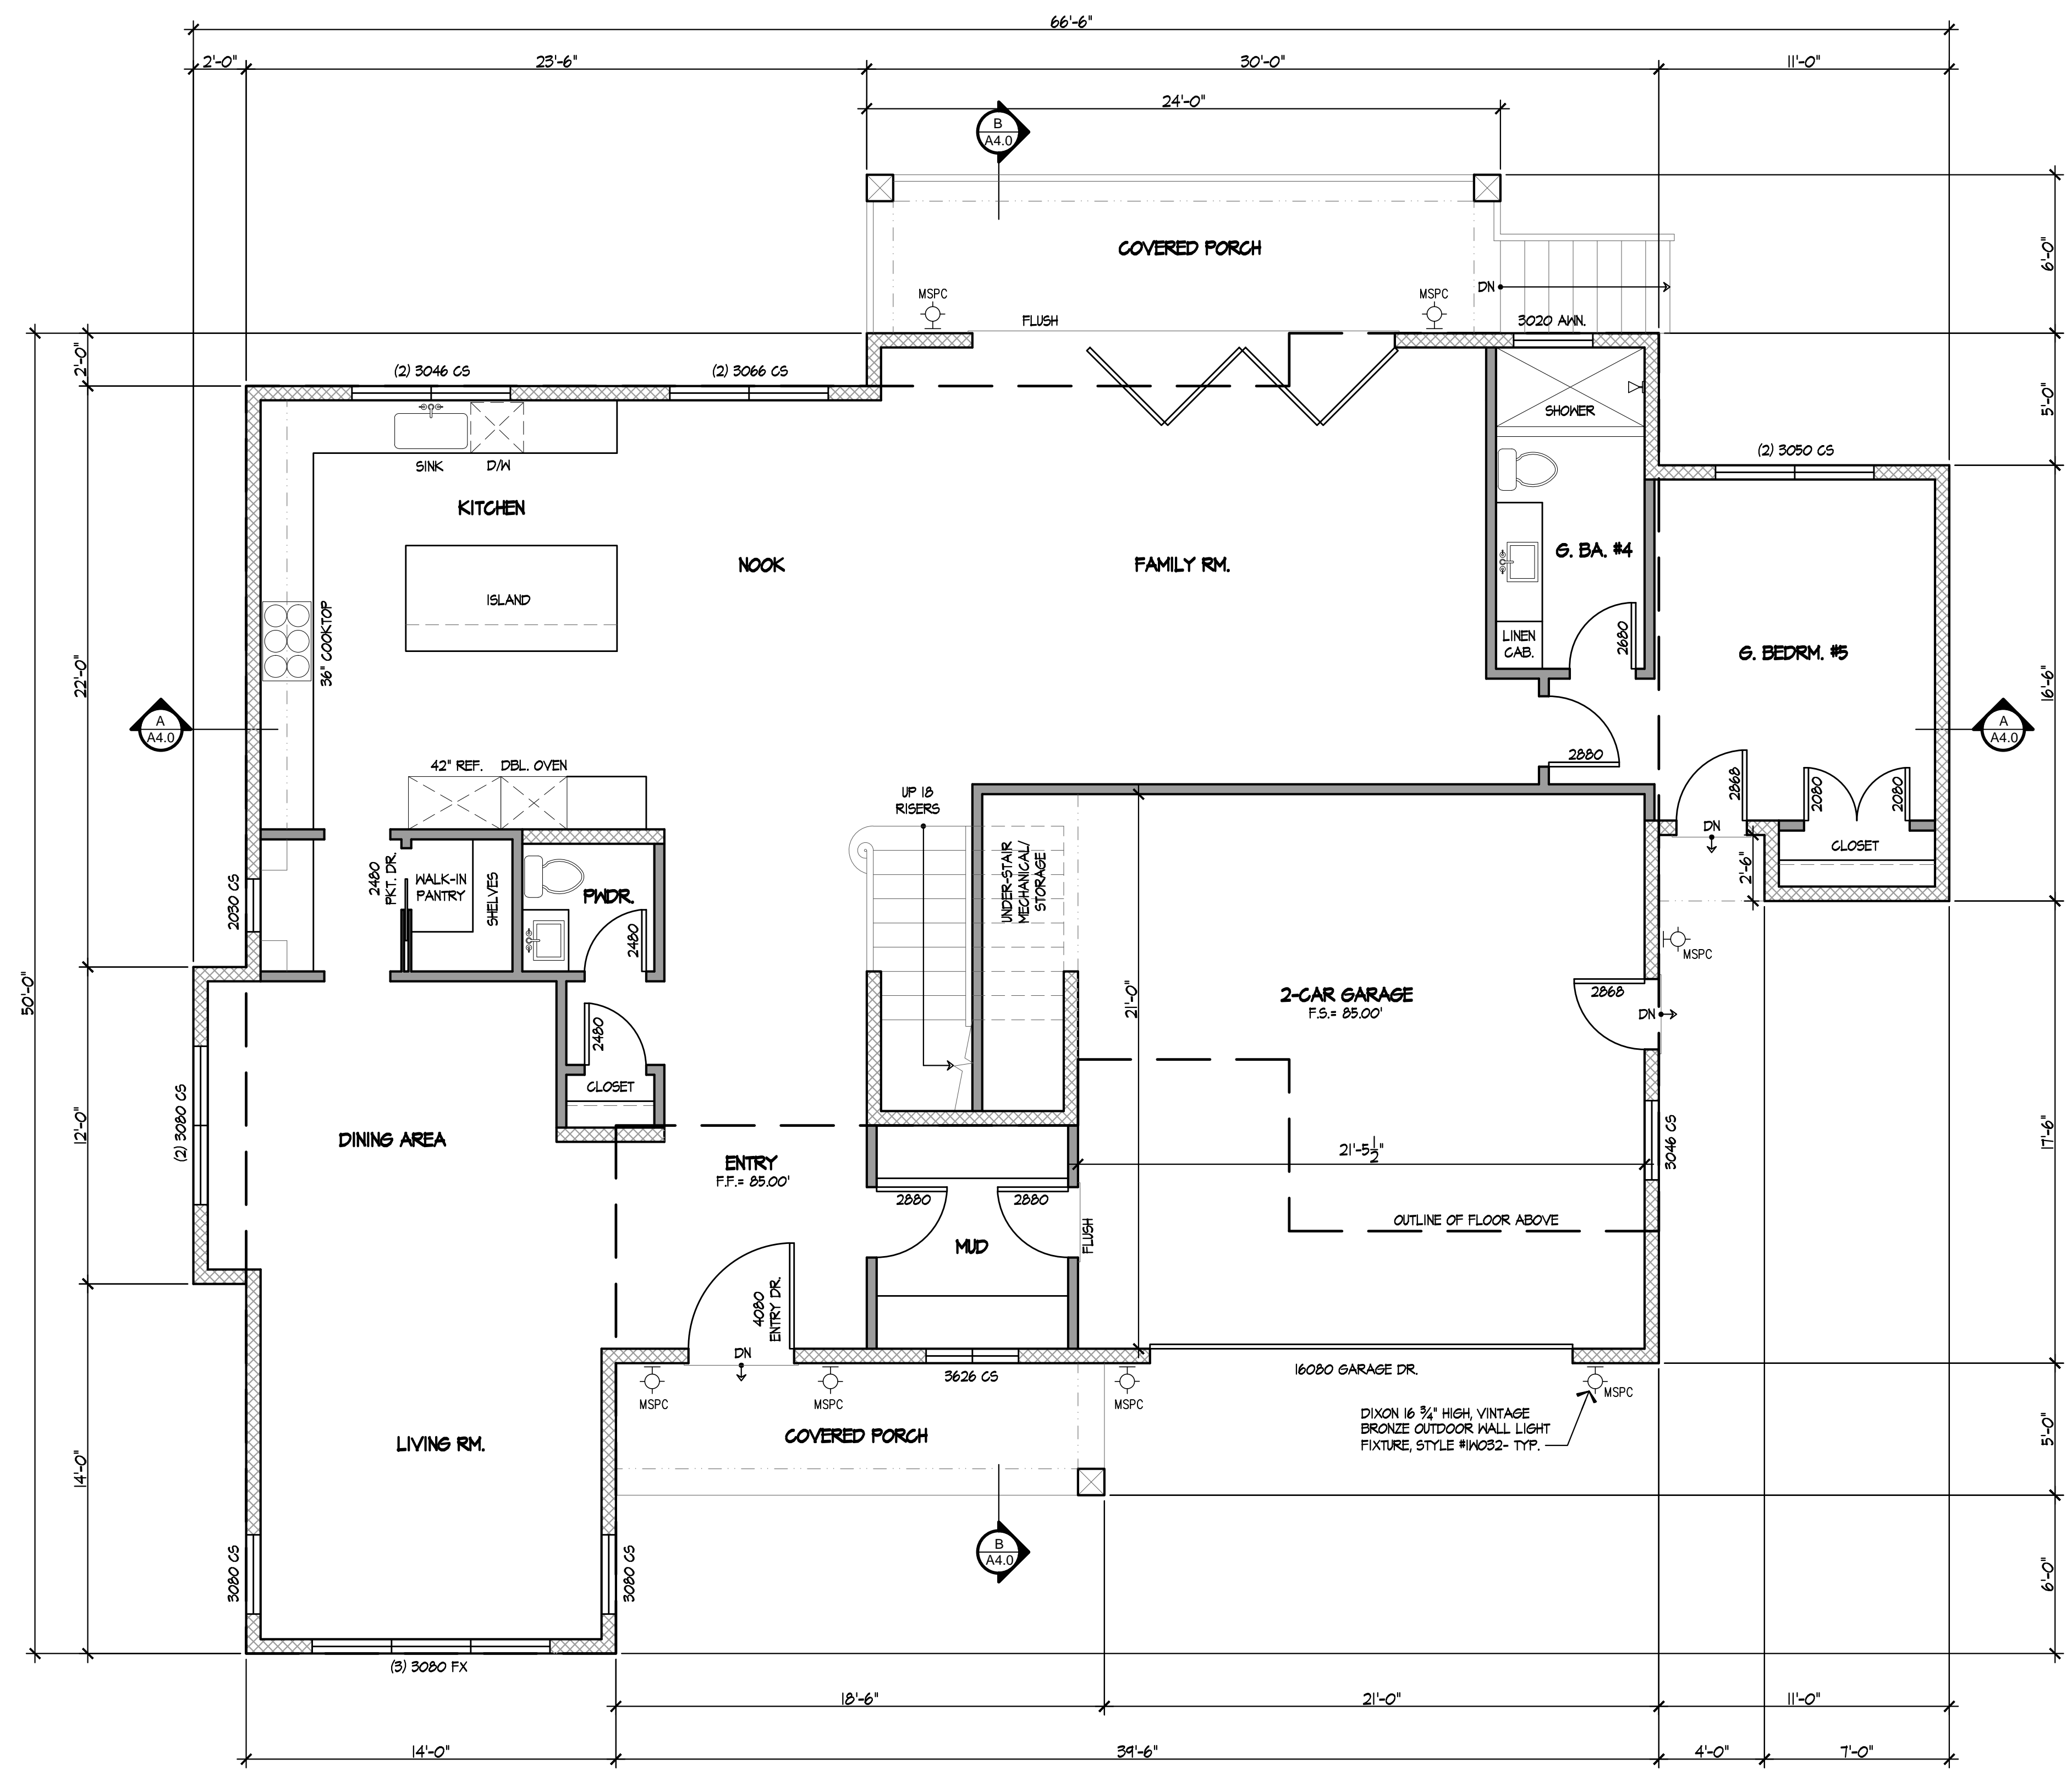 66'-6"
2'-0"
23'-6"
30'-0"
11'-0"
24'-0"
B
A4.0
COVERED PORCH
6'-0"
DN
MSPC
MSPC
FLUSH
3020 AWN.
2'-0"
(2) 3046 CS
(2) 3066 CS
5'-0"
SHOWER
(2) 3050 CS
SINK
D/W
KITCHEN
NOOK
FAMILY RM.
G. BA. #4
ISLAND
36" COOKTOP
LINEN
CAB.
2680
G. BEDRM. #5
22'-0"
16'-6"
A
A4.0
A
A4.0
2880
42" REF.
DBL. OVEN
UP 18
RISERS
2868
2080
2080
DN
CLOSET
2'-6"
2030 CS
2480
PKT. DR.
WALK-IN
PANTRY
SHELVES
PWDR.
2480
UNDER-STAIR
MECHANICAL/
STORAGE
MSPC
50'-0"
21'-0"
2-CAR GARAGE
F.S.= 85.00'
2868
DN
2480
CLOSET
(2) 3080 CS
12'-0"
DINING AREA
ENTRY
F.F.= 85.00'
21'-5 1/2"
3046 CS
17'-6"
2880
2880
OUTLINE OF FLOOR ABOVE
MUD
FLUSH
4080
ENTRY DR.
DN
3626 CS
16080 GARAGE DR.
MSPC
MSPC
MSPC
MSPC
DIXON 16 3/4" HIGH, VINTAGE
BRONZE OUTDOOR WALL LIGHT
FIXTURE, STYLE #1W032- TYP.
COVERED PORCH
LIVING RM.
14'-0"
5'-0"
B
A4.0
3080 CS
3080 CS
6'-0"
(3) 3080 FX
18'-6"
21'-0"
11'-0"
14'-0"
39'-6"
4'-0"
7'-0"